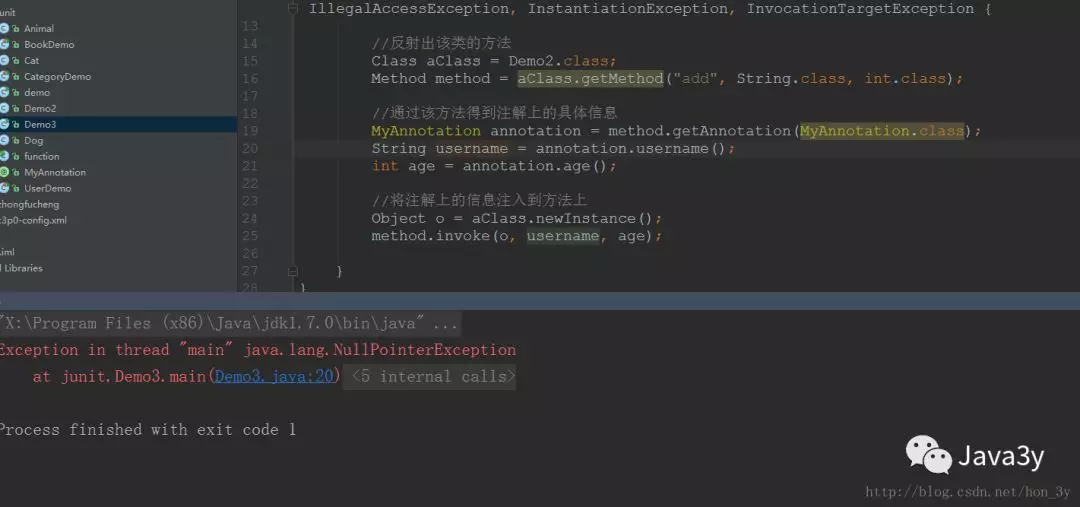 unit
Animal
BookDemo
Cat
CategoryDemo
demo
Demo2
Demo3
Dog
function
MyAnnotation
UserDemo
zhongfucheng
c3p0-config.xml
.iml
l Libraries
IllegalAccessException, InstantiationException, InvocationTargetException {
13
14 //反射出该类的方法
15 Class aClass = Demo2.class;
16 Method method = aClass.getMethod("add", String.class, int.class);
17
18 //通过该方法得到注解上的具体信息
19 MyAnnotation annotation = method.getAnnotation(MyAnnotation.class);
20 String username = annotation.username();
21 int age = annotation.age();
22
23 //将注解上的信息注入到方法上
24 Object o = aClass.newInstance();
25 method.invoke(o, username, age);
26
27 }
28 }
"X:\Program Files (x86)\Java\jdk1.7.0\bin\java" ...
Exception in thread "main" java.lang.NullPointerException
at junit.Demo3.main(Demo3.java:20) <5 internal calls>
Process finished with exit code 1
Java3y
http://blog.csdn.net/hon_3y